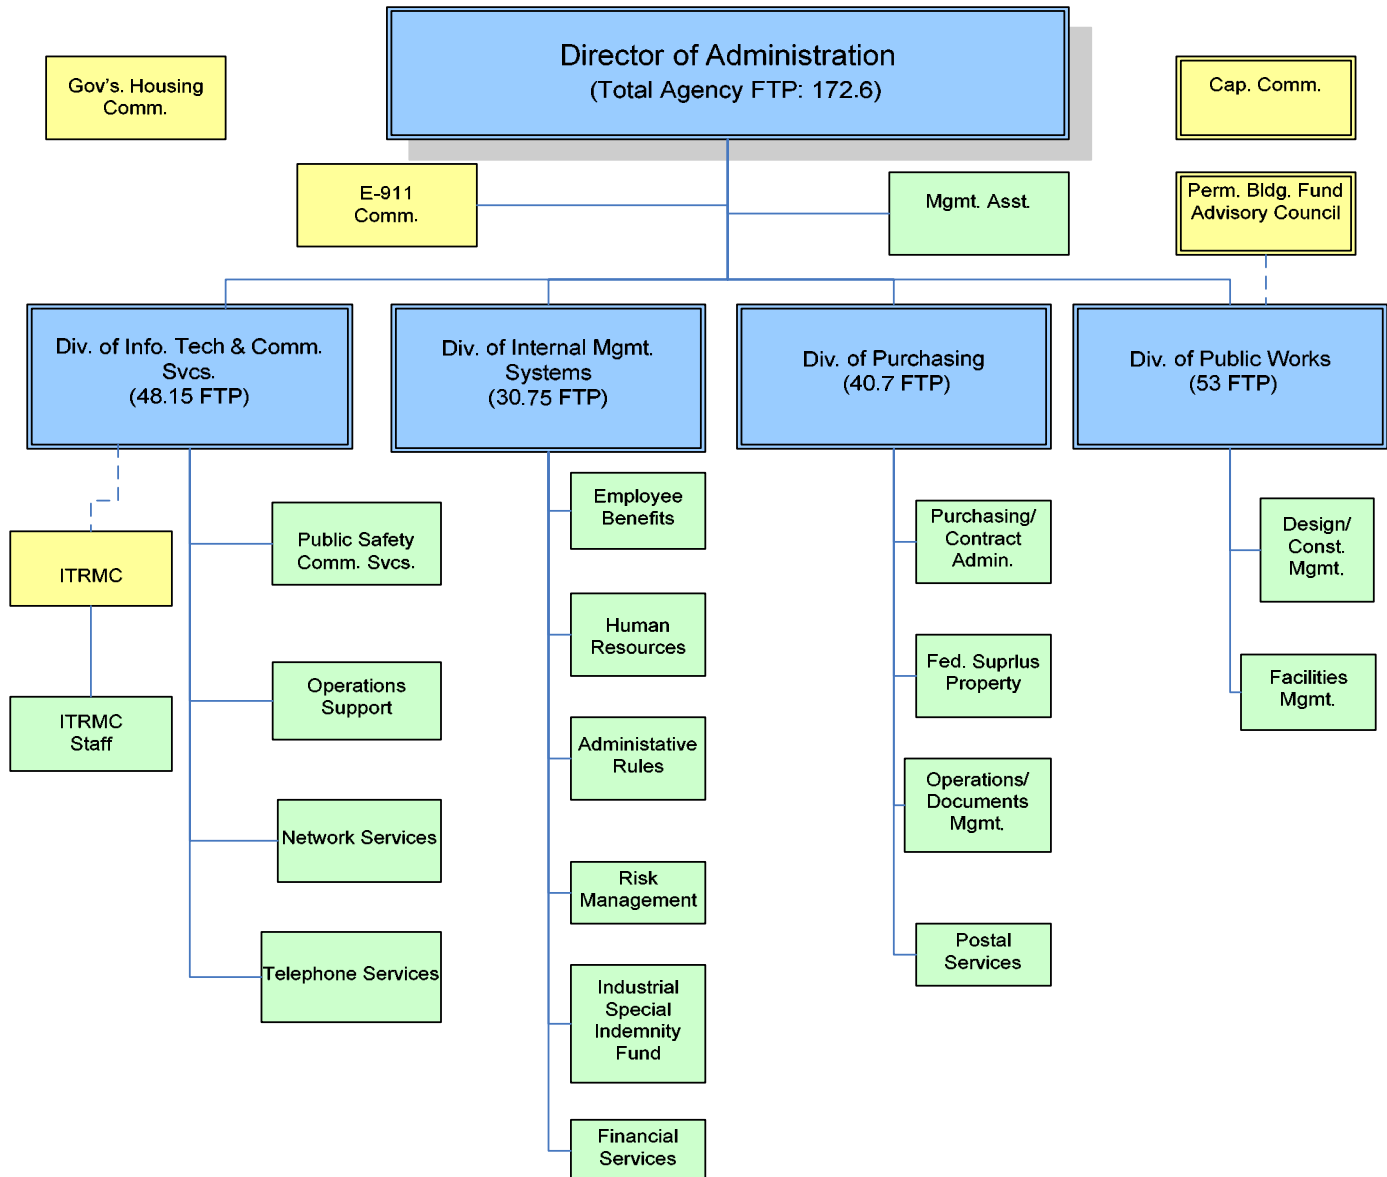 Director of Administration
(Total Agency FTP: 172.6)
Gov's. Housing
Comm.
Cap. Comm.
E-911
Comm.
Mgmt. Asst.
Perm. Bldg. Fund
Advisory Council
Div. of Info. Tech & Comm.
Svcs.
(48.15 FTP)
Div. of Internal Mgmt.
Systems
(30.75 FTP)
Div. of Purchasing
(40.7 FTP)
Div. of Public Works
(53 FTP)
ITRMC
ITRMC
Staff
Public Safety
Comm. Svcs.
Operations
Support
Network Services
Telephone Services
Employee
Benefits
Human
Resources
Administative
Rules
Risk
Management
Industrial
Special
Indemnity
Fund
Financial
Services
Purchasing/
Contract
Admin.
Fed. Suprlus
Property
Operations/
Documents
Mgmt.
Postal
Services
Design/
Const.
Mgmt.
Facilities
Mgmt.